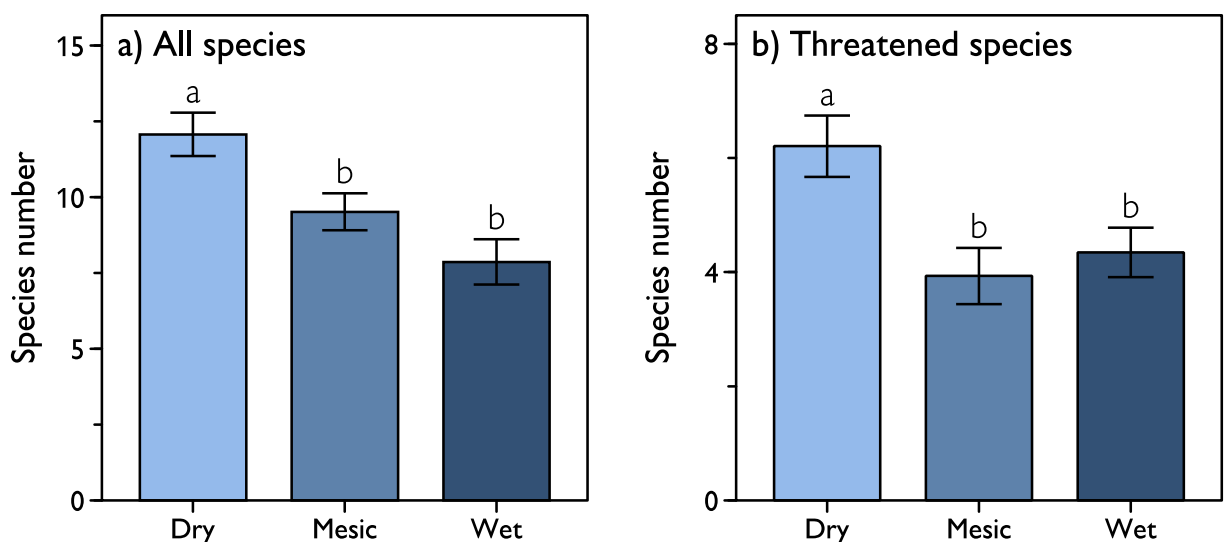 a) All species
15
10
5
0
Species number
a
b
b
Dry
Mesic
Wet
b) Threatened species
8
4
0
Species number
a
b
b
Dry
Mesic
Wet